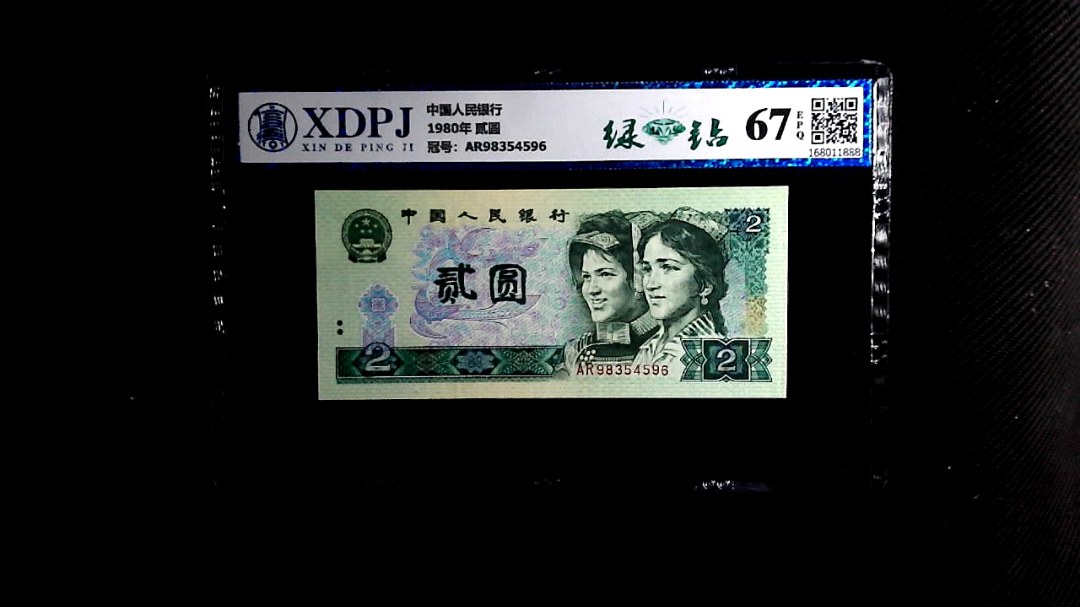 XDPJ
XIN DE PING JI
中国人民银行
1980年 贰圆
冠号：AR98354596
绿 钻
67 EPQ
168011888
中国人民银行
2
贰圆
2
AR98354596
2